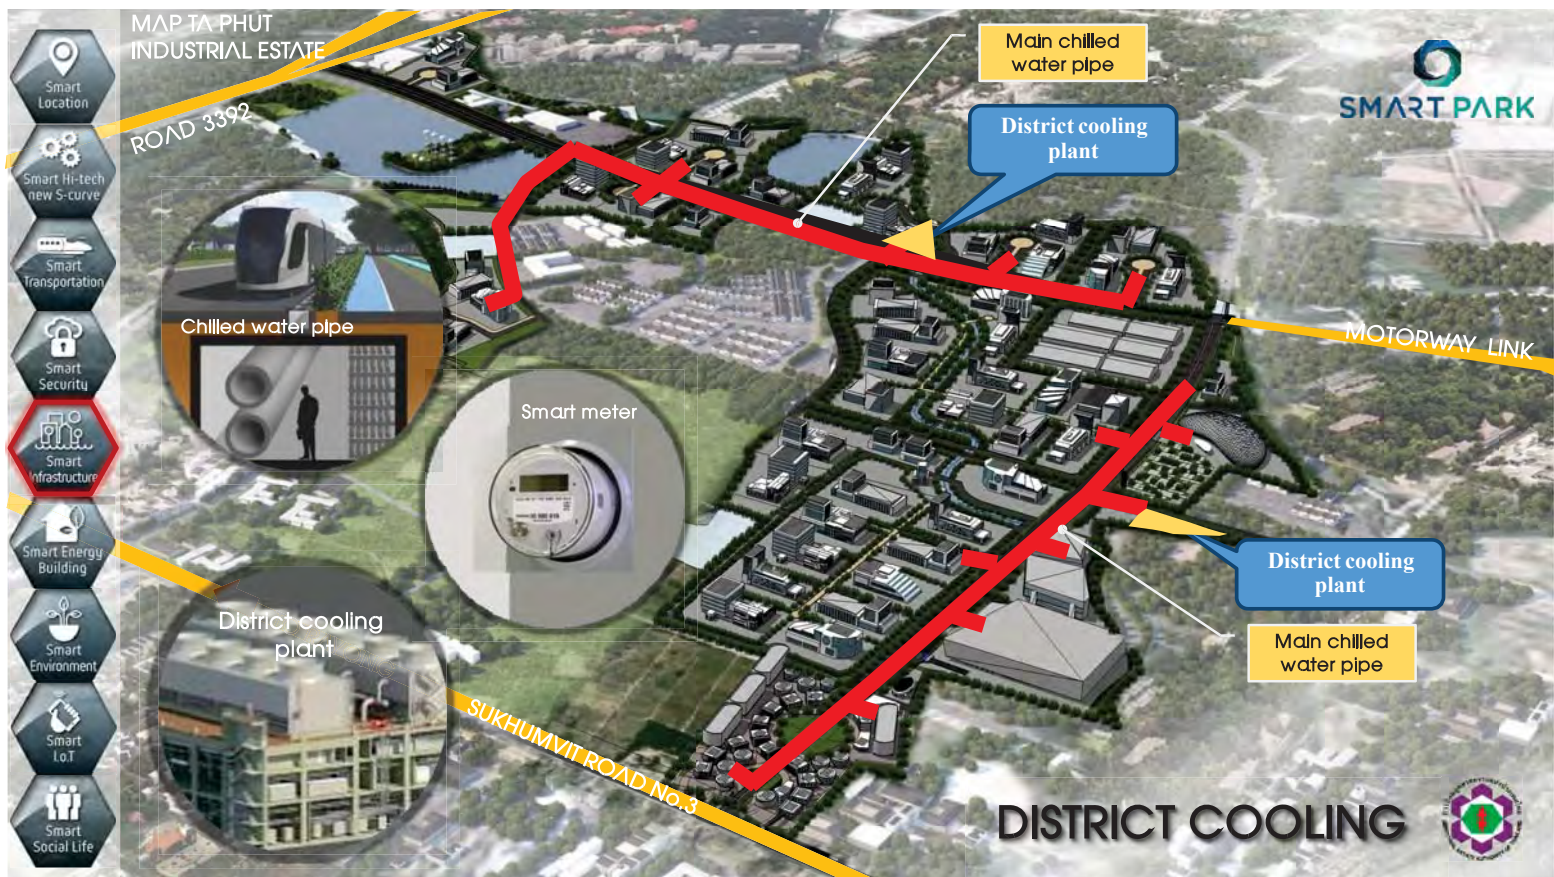 MAP TA PHUT
INDUSTRIAL ESTATE
ROAD 3392
Main chilled
water pipe
SMART PARK
District cooling
plant
Smart
Location
Smart Hi-tech
new S-curve
Smart
Transportation
Smart
Security
Smart
Infrastructure
Smart Energy
Building
Smart
Environment
Smart
I.o.T
Smart
Social Life
Chilled water pipe
Smart meter
District cooling
plant
MOTORWAY LINK
District cooling
plant
Main chilled
water pipe
SUKHUMVIT ROAD No.3
DISTRICT COOLING